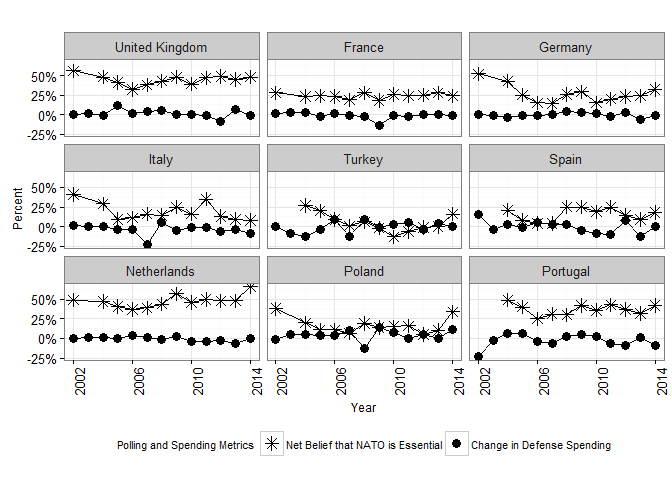 United Kingdom France Germany
50%
25%
0%
-25%
Italy Turkey Spain
50%
25%
0%
-25%
Netherlands Poland Portugal
50%
25%
0%
-25%
Percent
2002 2006 2010 2014 2002 2006 2010 2014 2002 2006 2010 2014
Year
Polling and Spending Metrics Net Belief that NATO is Essential Change in Defense Spending